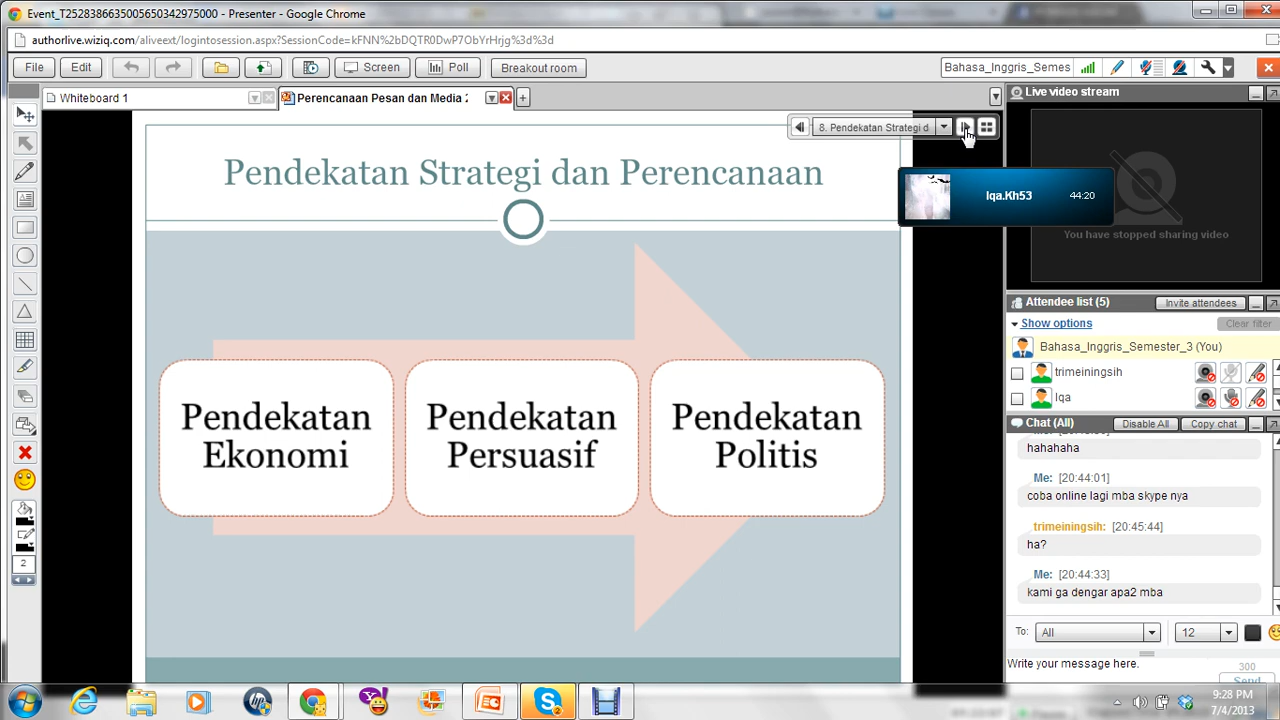 Event_T2528386635005650342975000 - Presenter - Google Chrome
authorlive.wiziq.com/aliveext/logintosession.aspx?SessionCode=kFNN%2bDQTR0DwP7ObYrHrjg%3d%3d
File
Edit
Screen
Poll
Breakout room
Bahasa_Inggris_Semes
Whiteboard 1
Perencanaan Pesan dan Media 2
8. Pendekatan Strategi d
Pendekatan Strategi dan Perencanaan
Pendekatan
Ekonomi
Pendekatan
Persuasif
Pendekatan
Politis
Live video stream
Iqa.Kh53
44:20
You have stopped sharing video
Attendee list (5)
Invite attendees
Show options
Clear filter
Bahasa_Inggris_Semester_3 (You)
trimeiningsih
Iqa
Chat (All)
Disable All
Copy chat
hahahaha
Me: [20:44:01]
coba online lagi mba skype nya
trimeiningsih: [20:45:44]
ha?
Me: [20:44:33]
kami ga dengar apa2 mba
To:
All
12
Write your message here.
300
Send
2
9:28 PM
7/4/2013